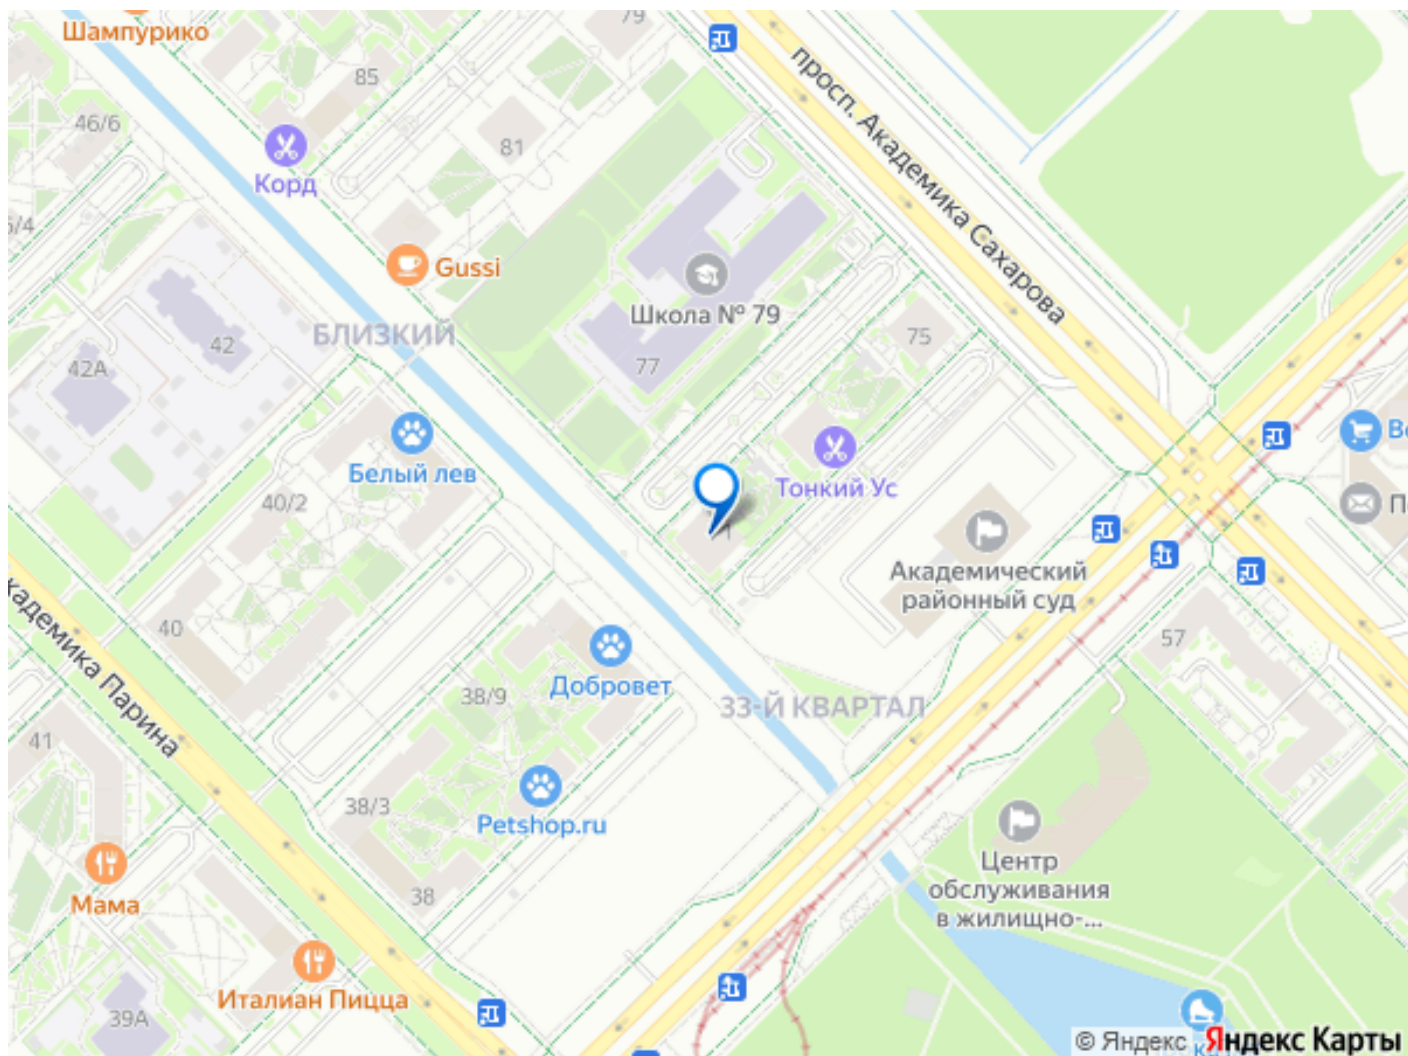 Шампурико
79
85
46/6
81
просп. Академика Сахарова
Корд
Gussi
Школа № 79
БЛИЗКИЙ
42
42А
77
75
Белый лев
40/2
Тонкий Ус
Академический
районный суд
40
57
Добровет
38/9
33-Й КВАРТАЛ
Парина
41
38/3
Petshop.ru
38
Мама
Центр
обслуживания
в жилищно-...
Италиан Пицца
39А
© Яндекс Яндекс Карты